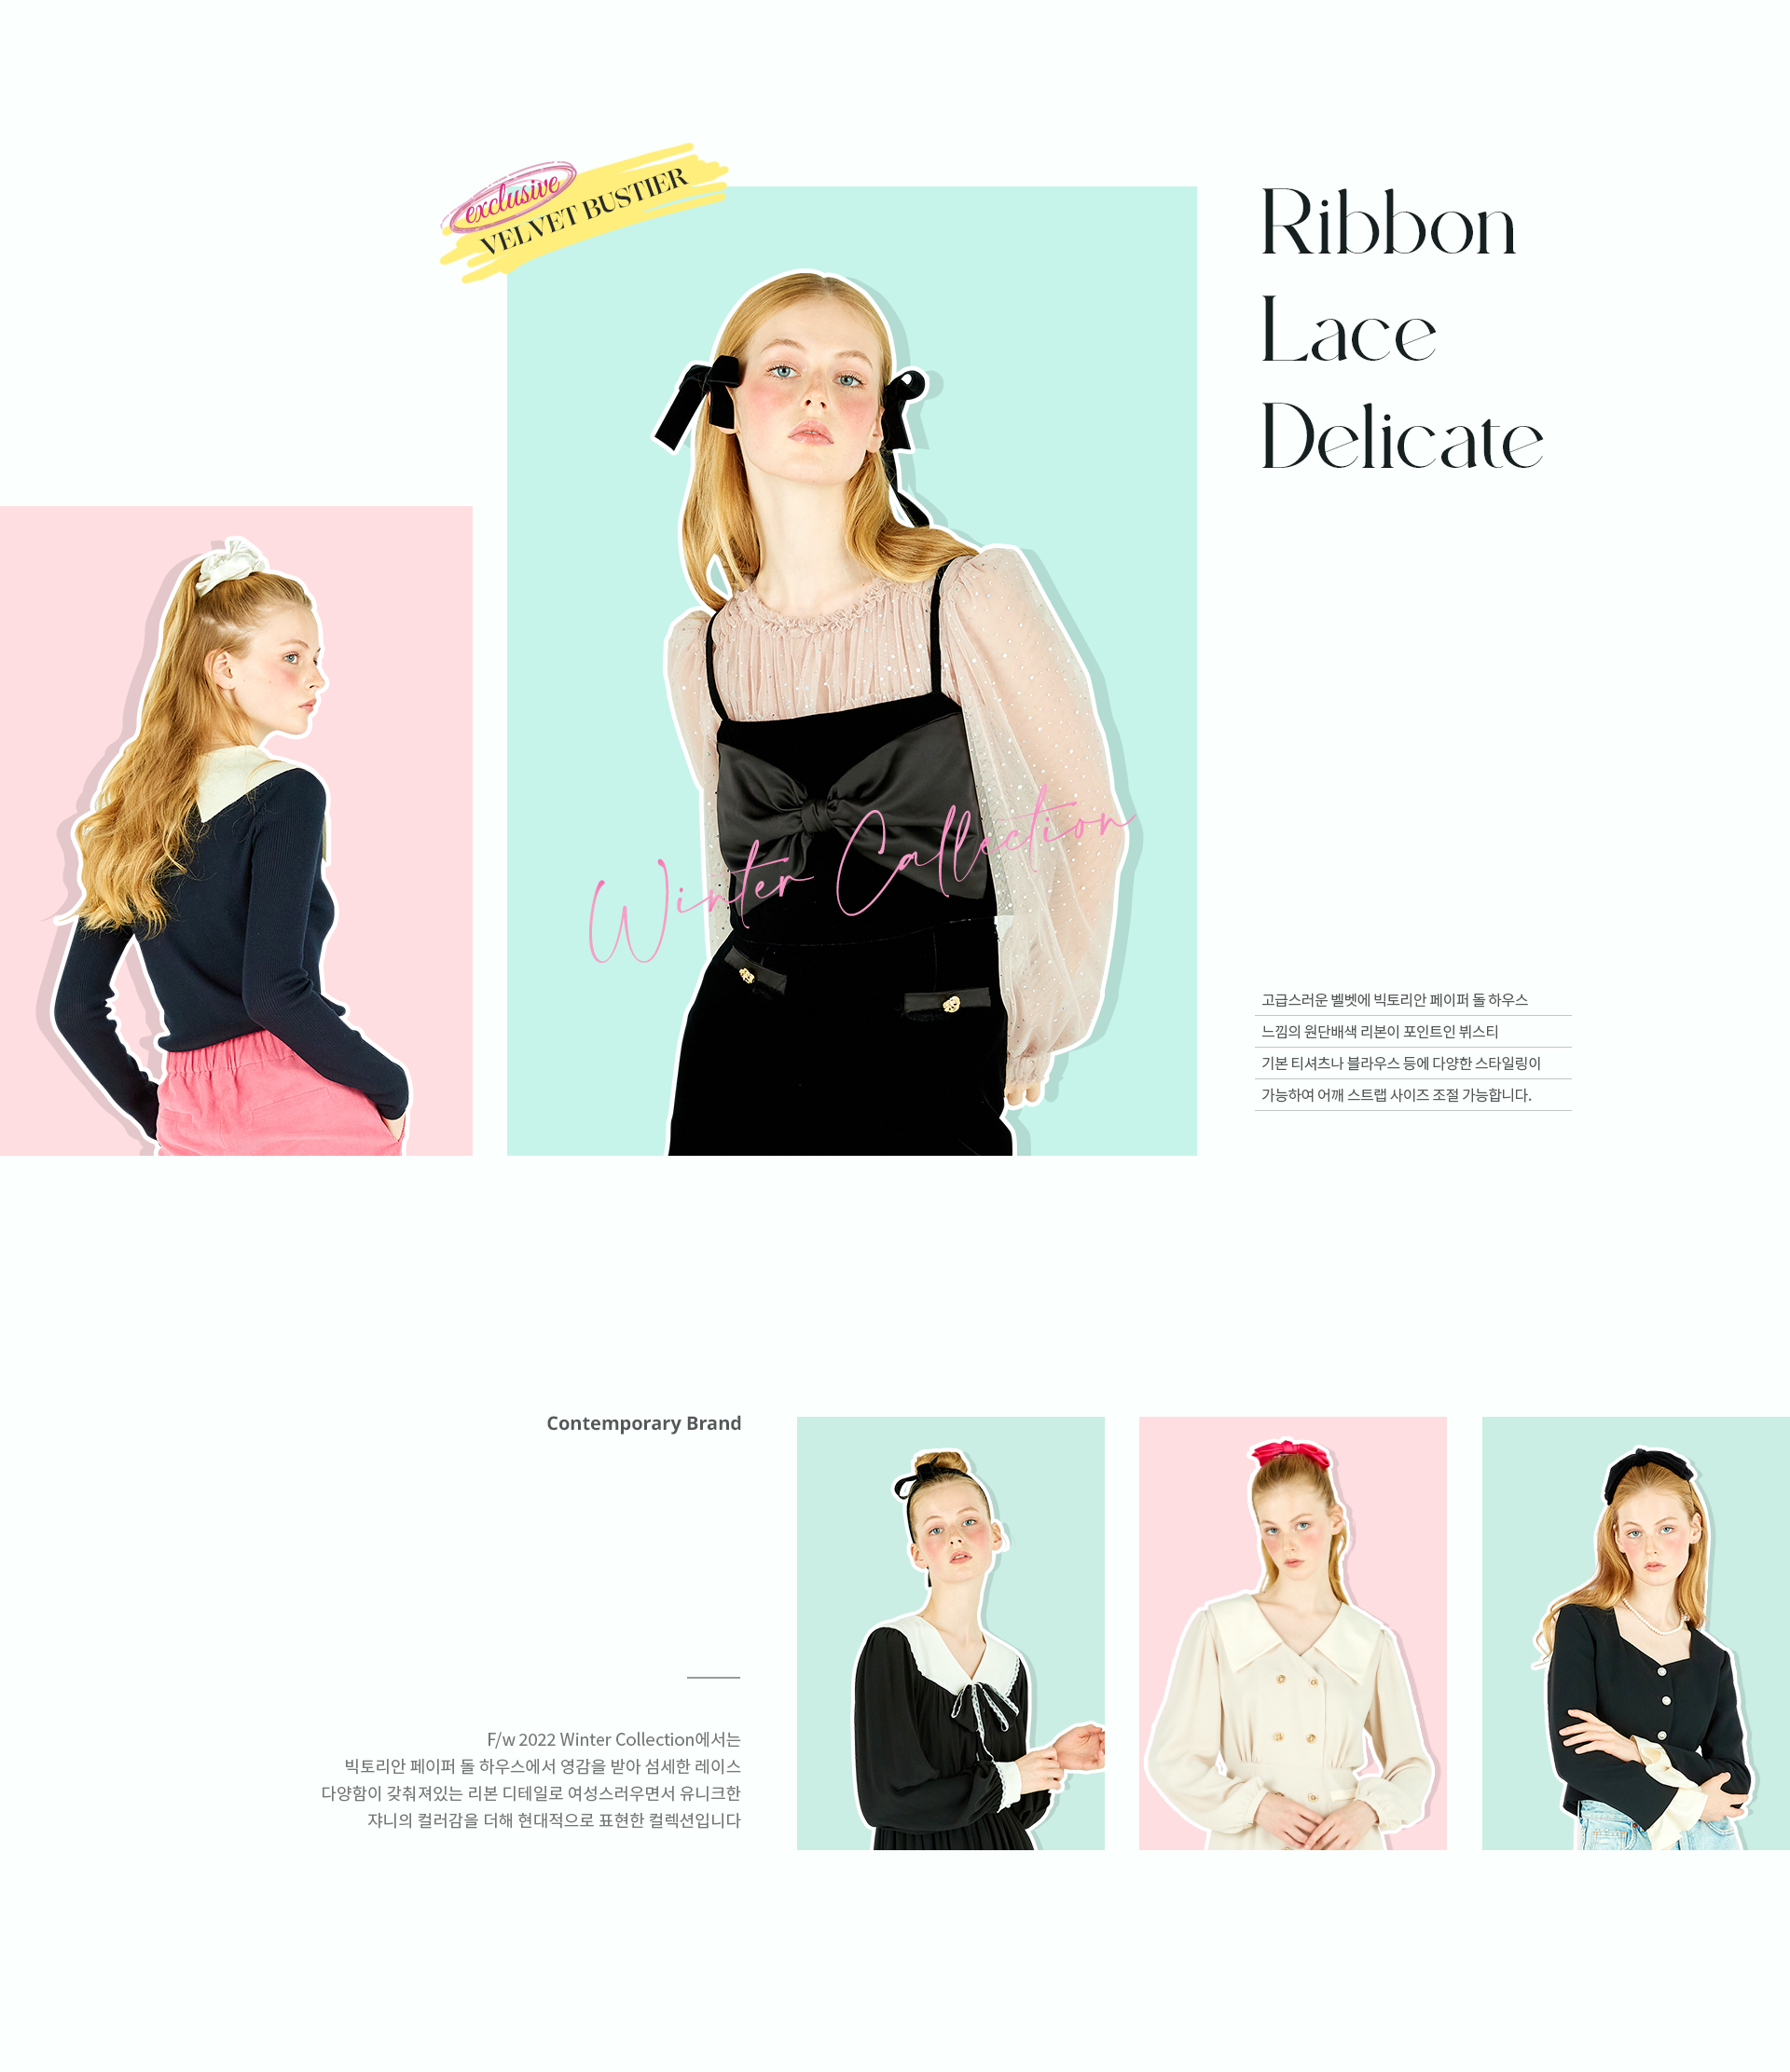 exclusive
VELVET BUSTIER
Ribbon
Lace
Delicate
Winter Collection
고급스러운 벨벳에 빅토리안 페이퍼 돌 하우스
느낌의 원단배색 리본이 포인트인 뷔스티
기본 티셔츠나 블라우스 등에 다양한 스타일링이
가능하여 어깨 스트랩 사이즈 조절 가능합니다.
Contemporary Brand
F/w 2022 Winter Collection에서는
빅토리안 페이퍼 돌 하우스에서 영감을 받아 섬세한 레이스
다양함이 갖춰져있는 리본 디테일로 여성스러우면서 유니크한
쟈니의 컬러감을 더해 현대적으로 표현한 컬렉션입니다